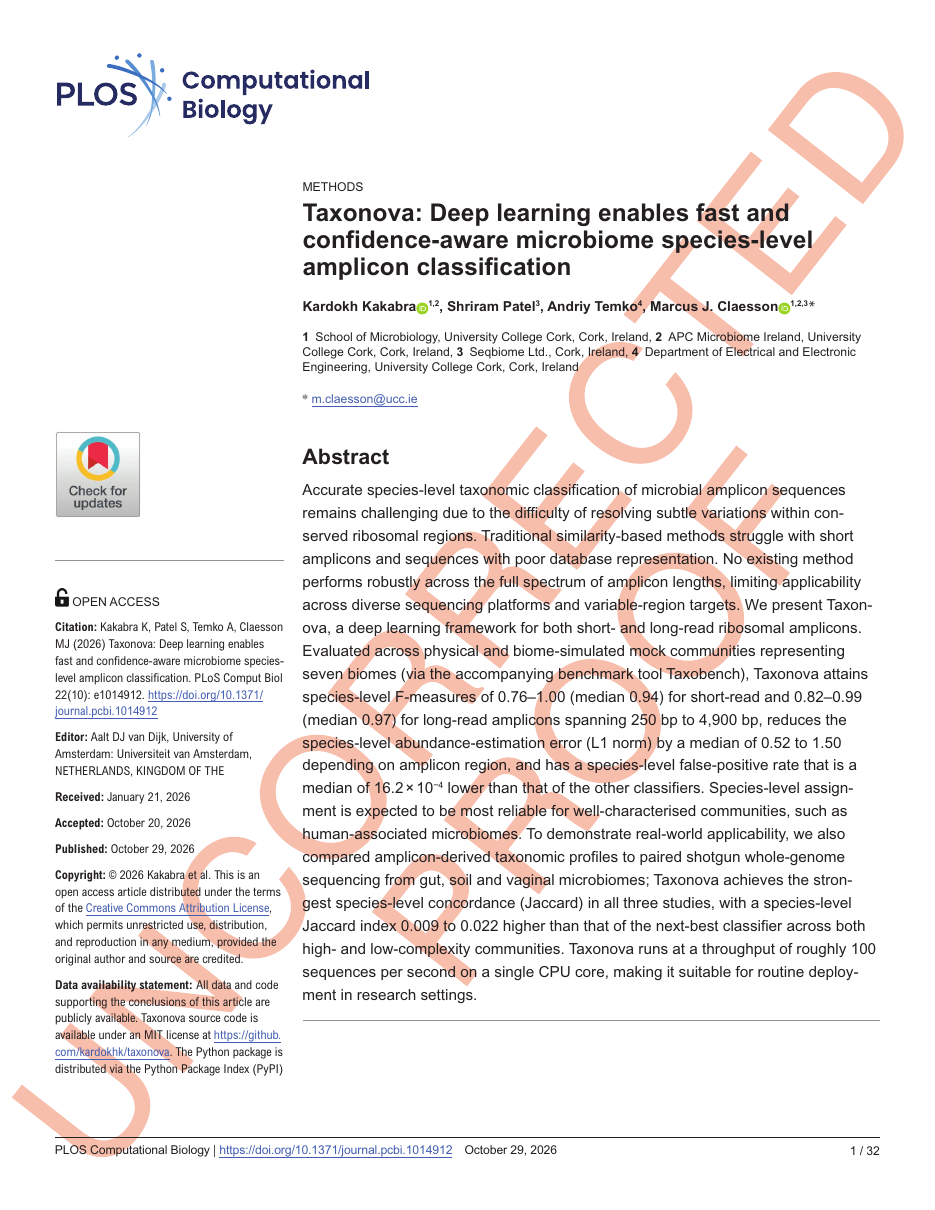 PLOS Computational
Biology
METHODS
Taxonova: Deep learning enables fast and
confidence-aware microbiome species-level
amplicon classification
Kardokh Kakabra iD 1,2, Shriram Patel3, Andriy Temko4, Marcus J. Claesson iD 1,2,3*
1 School of Microbiology, University College Cork, Cork, Ireland, 2 APC Microbiome Ireland, University
College Cork, Cork, Ireland, 3 Seqbiome Ltd., Cork, Ireland, 4 Department of Electrical and Electronic
Engineering, University College Cork, Cork, Ireland
* m.claesson@ucc.ie
Check for
updates
OPEN ACCESS
Citation: Kakabra K, Patel S, Temko A, Claesson
MJ (2026) Taxonova: Deep learning enables
fast and confidence-aware microbiome species-
level amplicon classification. PLoS Comput Biol
22(10): e1014912. https://doi.org/10.1371/
journal.pcbi.1014912
Editor: Aalt DJ van Dijk, University of
Amsterdam: Universiteit van Amsterdam,
NETHERLANDS, KINGDOM OF THE
Received: January 21, 2026
Accepted: October 20, 2026
Published: October 29, 2026
Copyright: © 2026 Kakabra et al. This is an
open access article distributed under the terms
of the Creative Commons Attribution License,
which permits unrestricted use, distribution,
and reproduction in any medium, provided the
original author and source are credited.
Data availability statement: All data and code
supporting the conclusions of this article are
publicly available. Taxonova source code is
available under an MIT license at https://github.
com/kardokhk/taxonova. The Python package is
distributed via the Python Package Index (PyPI)
Abstract
Accurate species-level taxonomic classification of microbial amplicon sequences
remains challenging due to the difficulty of resolving subtle variations within con-
served ribosomal regions. Traditional similarity-based methods struggle with short
amplicons and sequences with poor database representation. No existing method
performs robustly across the full spectrum of amplicon lengths, limiting applicability
across diverse sequencing platforms and variable-region targets. We present Taxon-
ova, a deep learning framework for both short- and long-read ribosomal amplicons.
Evaluated across physical and biome-simulated mock communities representing
seven biomes (via the accompanying benchmark tool Taxobench), Taxonova attains
species-level F-measures of 0.76–1.00 (median 0.94) for short-read and 0.82–0.99
(median 0.97) for long-read amplicons spanning 250 bp to 4,900 bp, reduces the
species-level abundance-estimation error (L1 norm) by a median of 0.52 to 1.50
depending on amplicon region, and has a species-level false-positive rate that is a
median of 16.2 × 10⁻⁴ lower than that of the other classifiers. Species-level assign-
ment is expected to be most reliable for well-characterised communities, such as
human-associated microbiomes. To demonstrate real-world applicability, we also
compared amplicon-derived taxonomic profiles to paired shotgun whole-genome
sequencing from gut, soil and vaginal microbiomes; Taxonova achieves the stron-
gest species-level concordance (Jaccard) in all three studies, with a species-level
Jaccard index 0.009 to 0.022 higher than that of the next-best classifier across both
high- and low-complexity communities. Taxonova runs at a throughput of roughly 100
sequences per second on a single CPU core, making it suitable for routine deploy-
ment in research settings.
PLOS Computational Biology | https://doi.org/10.1371/journal.pcbi.1014912 October 29, 2026 1 / 32
UNCORRECTED
PROOF